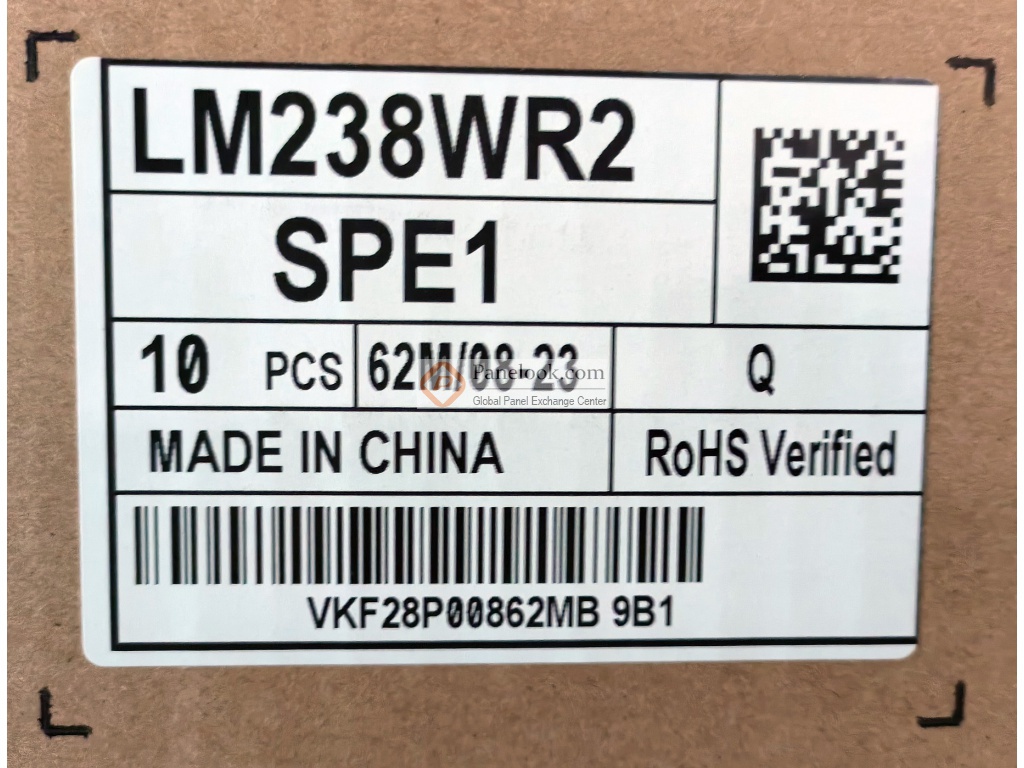 LM238WR2
SPE1
10 PCS
62M/08-23
Q
Panelook.com
Global Panel Exchange Center
MADE IN CHINA
RoHS Verified
VKF28P00862MB 9B1